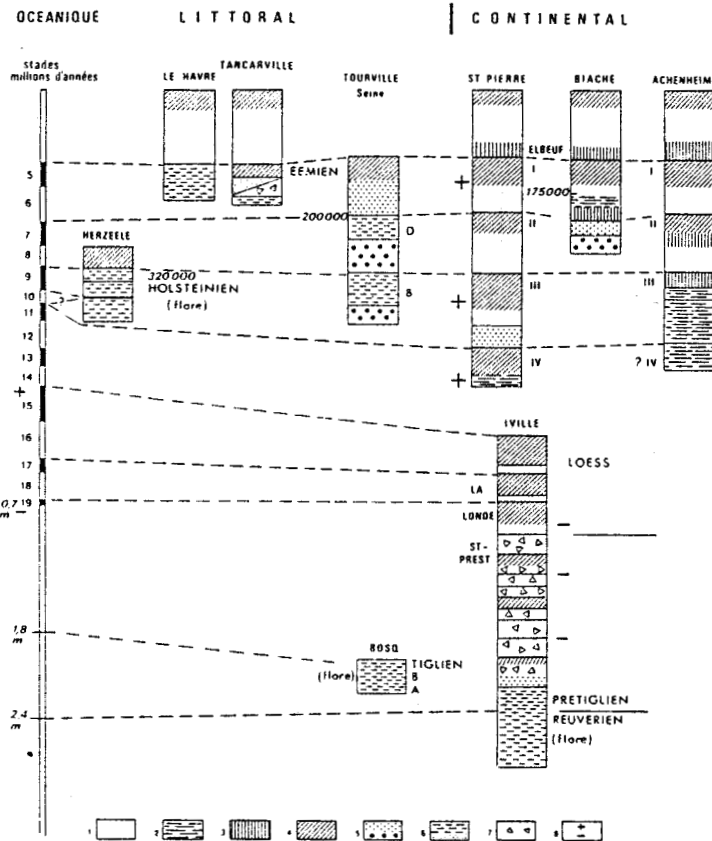 OCEANIQUE LITTORAL CONTINENTAL
stades
millions d'années
LE HAVRE
TANCARVILLE
TOURVILLE
Seine
ST PIERRE
BIACHE
ACHENHEIM
ELBEUF
5
EEMIEN
I
I
+
175000
6
200000
7
D
II
II
HERZEELE
8
9
320 000
III
III
HOLSTEINIEN
B
10
(flore)
+
11
12
13
IV
? IV
14
+
+
15
IVILLE
16
LOESS
17
18
LA
0,7
m
19
LONDE
ST-
PREST
1,8
m
BOSQ
TIGLIEN
(flore)
B
A
PRETIGLIEN
2,4
m
REUVERIEN
(flore)
1 2 3 4 5 6 7 8